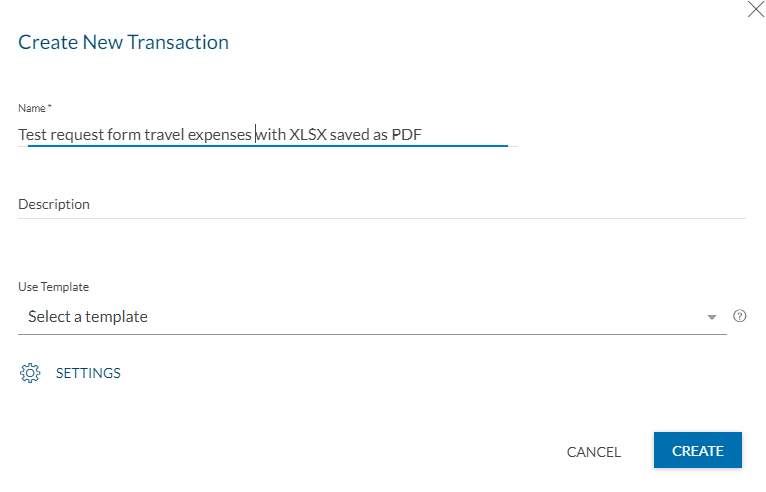 Create New Transaction
Name *
Test request form travel expenses with XLSX saved as PDF
Description
Use Template
Select a template
?
SETTINGS
CANCEL CREATE